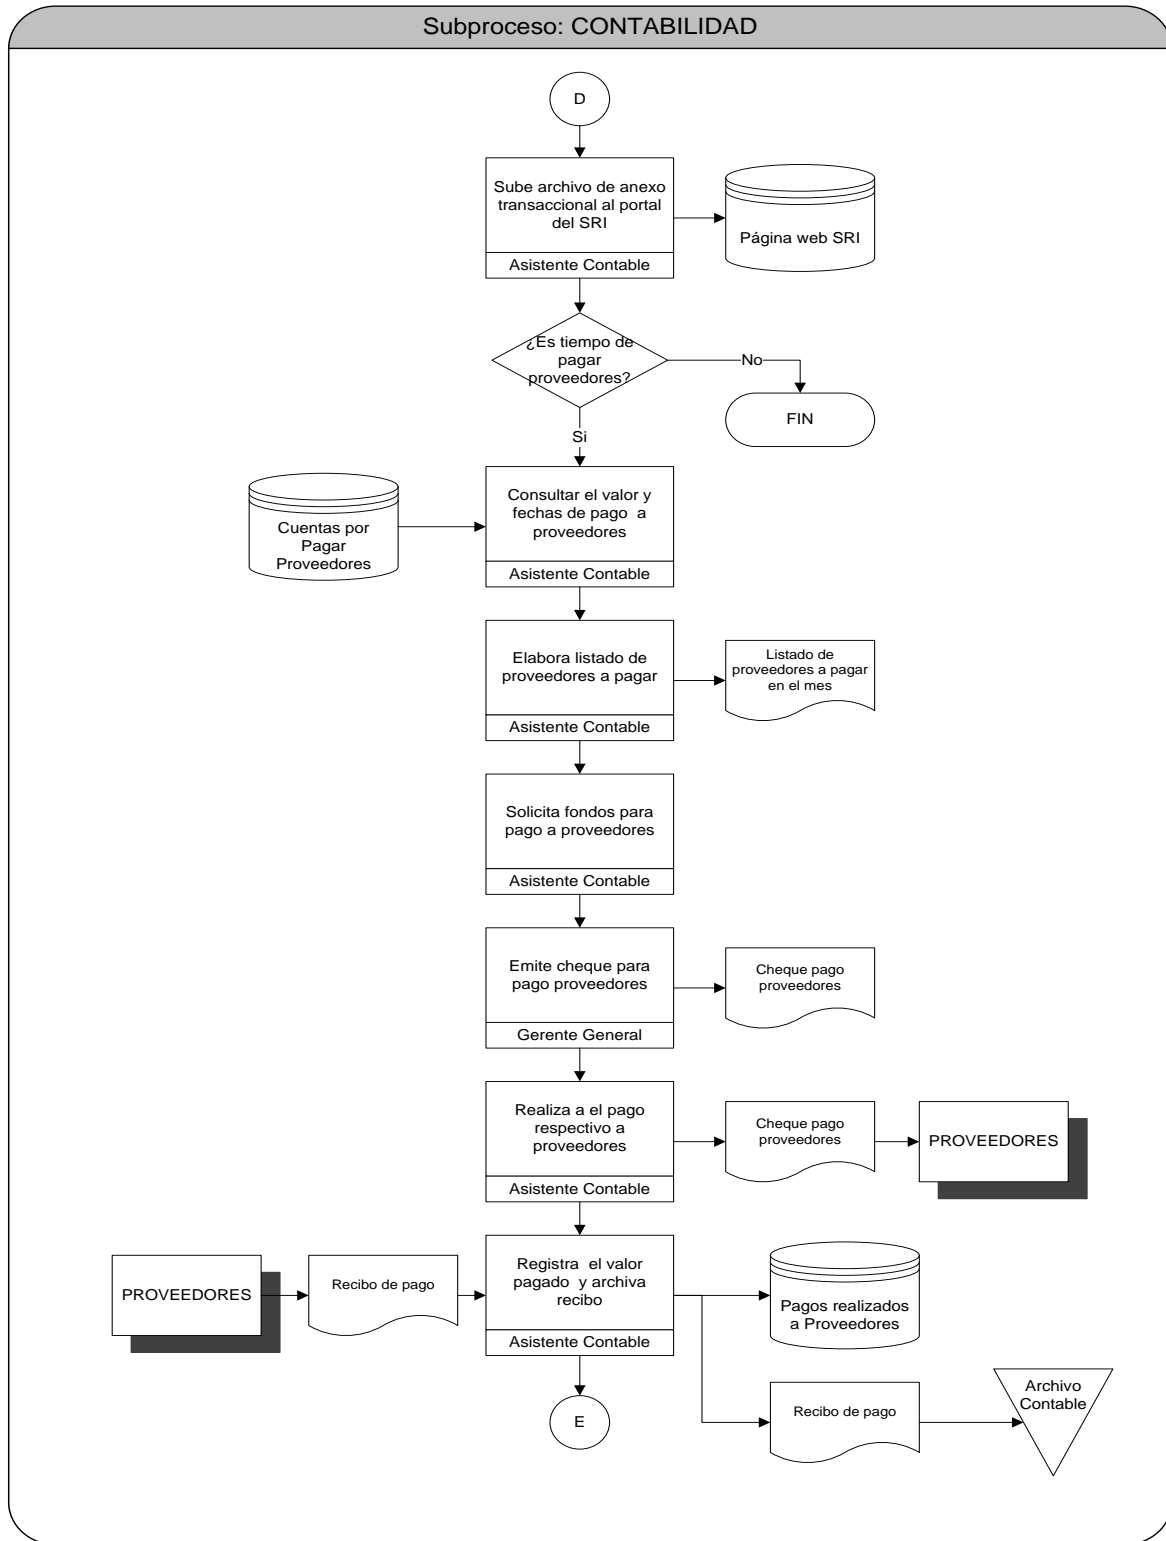 Subproceso: CONTABILIDAD
D
Sube archivo de anexo
transaccional al portal
del SRI
Asistente Contable
Página web SRI
¿Es tiempo de
pagar
proveedores?
No
FIN
Si
Cuentas por
Pagar
Proveedores
Consultar el valor y
fechas de pago a
proveedores
Asistente Contable
Elabora listado de
proveedores a pagar
Asistente Contable
Listado de
proveedores a pagar
en el mes
Solicita fondos para
pago a proveedores
Asistente Contable
Emite cheque para
pago proveedores
Gerente General
Cheque pago
proveedores
Realiza a el pago
respectivo a
proveedores
Asistente Contable
Cheque pago
proveedores
PROVEEDORES
PROVEEDORES
Recibo de pago
Registra el valor
pagado y archiva
recibo
Asistente Contable
Pagos realizados
a Proveedores
E
Recibo de pago
Archivo
Contable